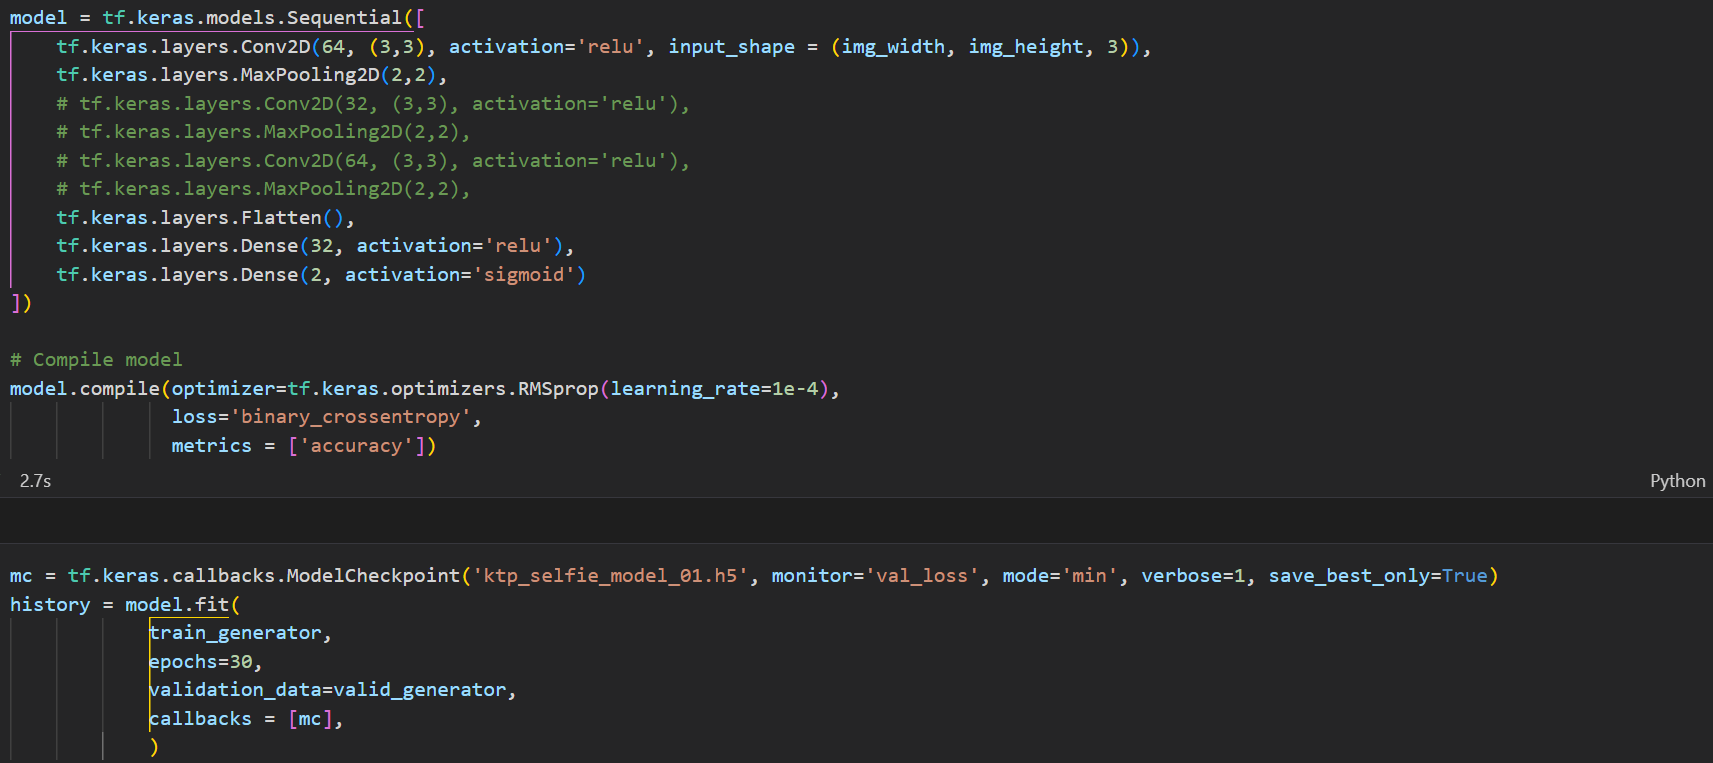 model = tf.keras.models.Sequential([
    tf.keras.layers.Conv2D(64, (3,3), activation='relu', input_shape = (img_width, img_height, 3)),
    tf.keras.layers.MaxPooling2D(2,2),
    # tf.keras.layers.Conv2D(32, (3,3), activation='relu'),
    # tf.keras.layers.MaxPooling2D(2,2),
    # tf.keras.layers.Conv2D(64, (3,3), activation='relu'),
    # tf.keras.layers.MaxPooling2D(2,2),
    tf.keras.layers.Flatten(),
    tf.keras.layers.Dense(32, activation='relu'),
    tf.keras.layers.Dense(2, activation='sigmoid')
])

# Compile model
model.compile(optimizer=tf.keras.optimizers.RMSprop(learning_rate=1e-4),
              loss='binary_crossentropy',
              metrics = ['accuracy'])
2.7s Python
mc = tf.keras.callbacks.ModelCheckpoint('ktp_selfie_model_01.h5', monitor='val_loss', mode='min', verbose=1, save_best_only=True)
history = model.fit(
            train_generator,
            epochs=30,
            validation_data=valid_generator,
            callbacks = [mc],
            )